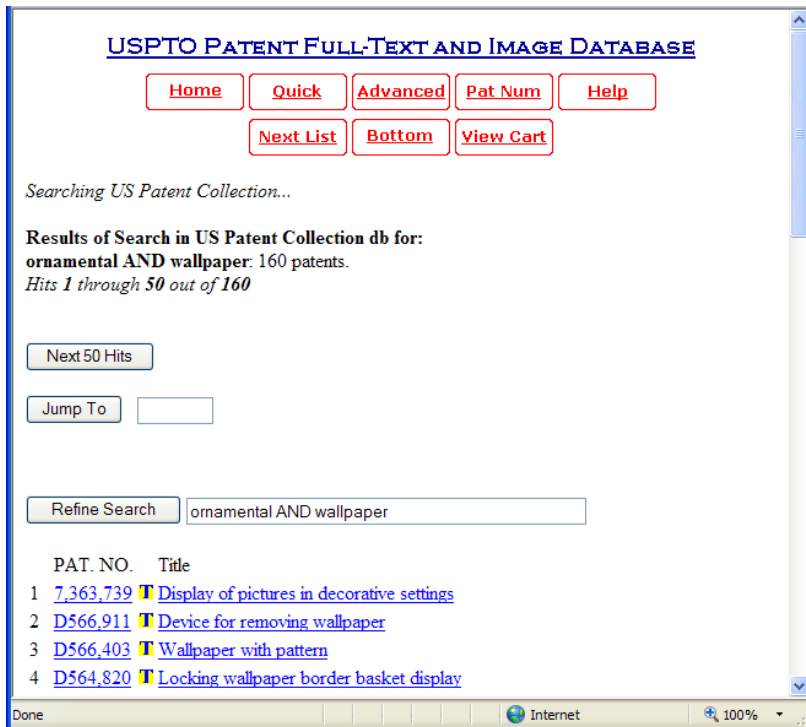 USPTO PATENT FULL-TEXT AND IMAGE DATABASE
Home Quick Advanced Pat Num Help
Next List Bottom View Cart
Searching US Patent Collection...
Results of Search in US Patent Collection db for:
ornamental AND wallpaper: 160 patents.
Hits 1 through 50 out of 160
Next 50 Hits
Jump To
Refine Search ornamental AND wallpaper
PAT. NO. Title
1 7,363,739 T Display of pictures in decorative settings
2 D566,911 T Device for removing wallpaper
3 D566,403 T Wallpaper with pattern
4 D564,820 T Locking wallpaper border basket display
Done Internet 100%